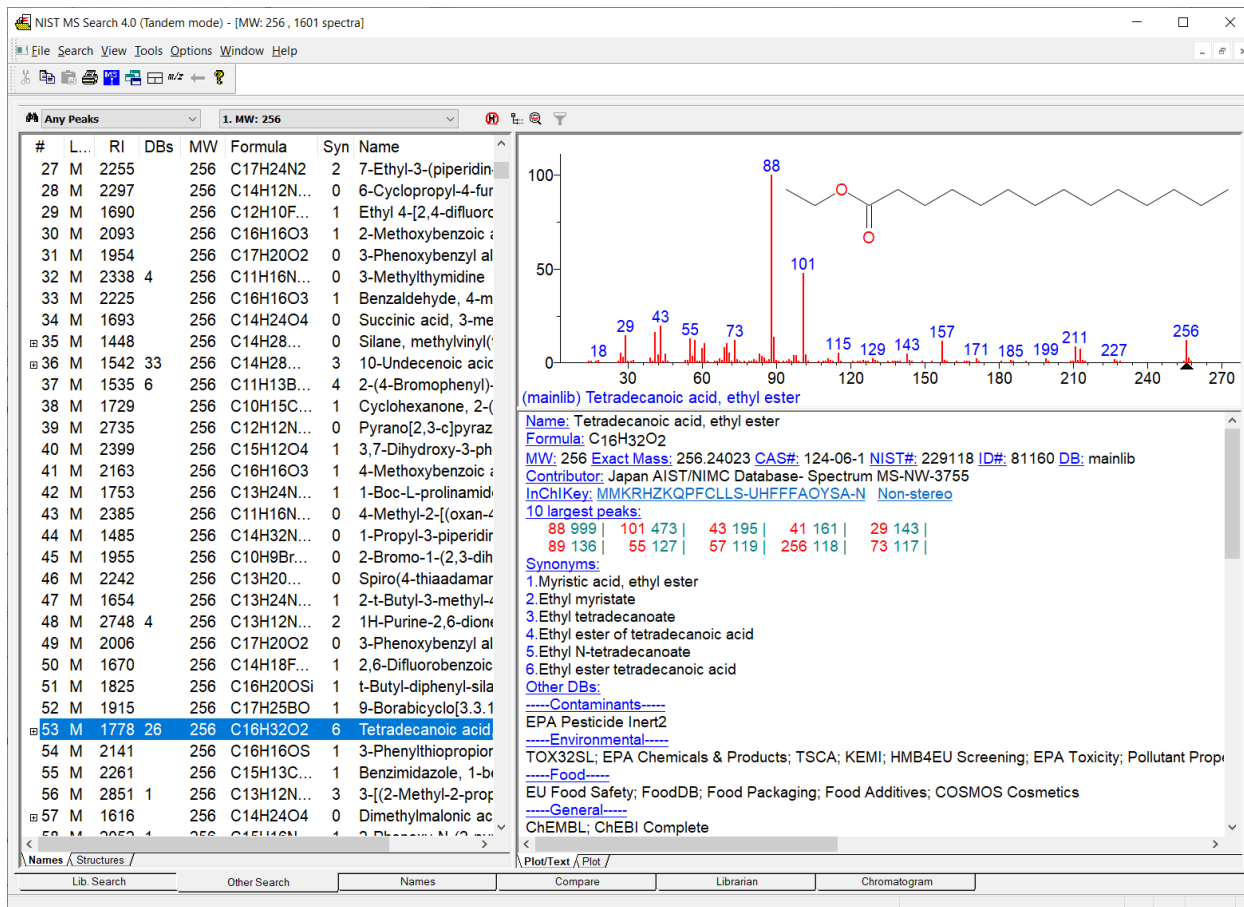 NIST MS Search 4.0 (Tandem mode) - [MW: 256 , 1601 spectra]
File Search View Tools Options Window Help
Any Peaks 1. MW: 256
# L... RI DBs MW Formula Syn Name
27 M 2255 256 C17H24N2 2 7-Ethyl-3-(piperidin-
28 M 2297 256 C14H12N... 0 6-Cyclopropyl-4-fur
29 M 1690 256 C12H10F... 1 Ethyl 4-[2,4-difluoro
30 M 2093 256 C16H16O3 1 2-Methoxybenzoic a
31 M 1954 256 C17H20O2 0 3-Phenoxybenzyl al
32 M 2338 4 256 C11H16N... 0 3-Methylthymidine
33 M 2225 256 C16H16O3 1 Benzaldehyde, 4-m
34 M 1693 256 C14H24O4 0 Succinic acid, 3-me
35 M 1448 256 C14H28... 0 Silane, methylvinyl(
36 M 1542 33 256 C14H28... 0 10-Undecenoic acid
37 M 1535 6 256 C11H13B... 4 2-(4-Bromophenyl)-
38 M 1729 256 C10H15C... 1 Cyclohexanone, 2-(
39 M 2735 256 C12H12N... 0 Pyrano[2,3-c]pyraz
40 M 2399 256 C15H12O4 1 3,7-Dihydroxy-3-ph
41 M 2163 256 C16H16O3 1 4-Methoxybenzoic a
42 M 1753 256 C13H24N... 1 1-Boc-L-prolinamid
43 M 2385 256 C11H16N... 0 4-Methyl-2-[(oxan-4
44 M 1485 256 C14H32N... 0 1-Propyl-3-piperidin
45 M 1955 256 C10H9Br... 0 2-Bromo-1-(2,3-dih
46 M 2242 256 C13H20... 0 Spiro(4-thiaadamar
47 M 1654 256 C13H24N... 1 2-t-Butyl-3-methyl-4
48 M 2748 4 256 C13H12N... 2 1H-Purine-2,6-dione
49 M 2006 256 C17H20O2 0 3-Phenoxybenzyl al
50 M 1670 256 C14H18F... 1 2,6-Difluorobenzoic
51 M 1825 256 C16H20OSi 1 t-Butyl-diphenyl-sila
52 M 1915 256 C17H25BO 1 9-Borabicyclo[3.3.1
53 M 1778 26 256 C16H32O2 6 Tetradecanoic acid,
54 M 2141 256 C16H16OS 1 3-Phenylthiopropion
55 M 2261 256 C15H13C... 1 Benzimidazole, 1-be
56 M 2851 1 256 C13H12N... 3 3-[(2-Methyl-2-prop
57 M 1616 256 C14H24O4 0 Dimethylmalonic ac
Names Structures
100
50
0
18 29 43 55 73 88 101 115 129 143 157 171 185 199 211 227 256
O
O
30 60 90 120 150 180 210 240 270
(mainlib) Tetradecanoic acid, ethyl ester
Name: Tetradecanoic acid, ethyl ester
Formula: C16H32O2
MW: 256 Exact Mass: 256.24023 CAS#: 124-06-1 NIST#: 229118 ID#: 81160 DB: mainlib
Contributor: Japan AIST/NIMC Database- Spectrum MS-NW-3755
InChIKey: MMKRHZKQPFCLLS-UHFFFAOYSA-N Non-stereo
10 largest peaks:
88 999 | 101 473 | 43 195 | 41 161 | 29 143 |
89 136 | 55 127 | 57 119 | 256 118 | 73 117 |
Synonyms:
1.Myristic acid, ethyl ester
2.Ethyl myristate
3.Ethyl tetradecanoate
4.Ethyl ester of tetradecanoic acid
5.Ethyl N-tetradecanoate
6.Ethyl ester tetradecanoic acid
Other DBs:
-----Contaminants-----
EPA Pesticide Inert2
-----Environmental-----
TOX32SL; EPA Chemicals & Products; TSCA; KEMI; HMB4EU Screening; EPA Toxicity; Pollutant Prope
-----Food-----
EU Food Safety; FoodDB; Food Packaging; Food Additives; COSMOS Cosmetics
-----General-----
ChEMBL; ChEBI Complete
Plot/Text Plot
Lib. Search Other Search Names Compare Librarian Chromatogram